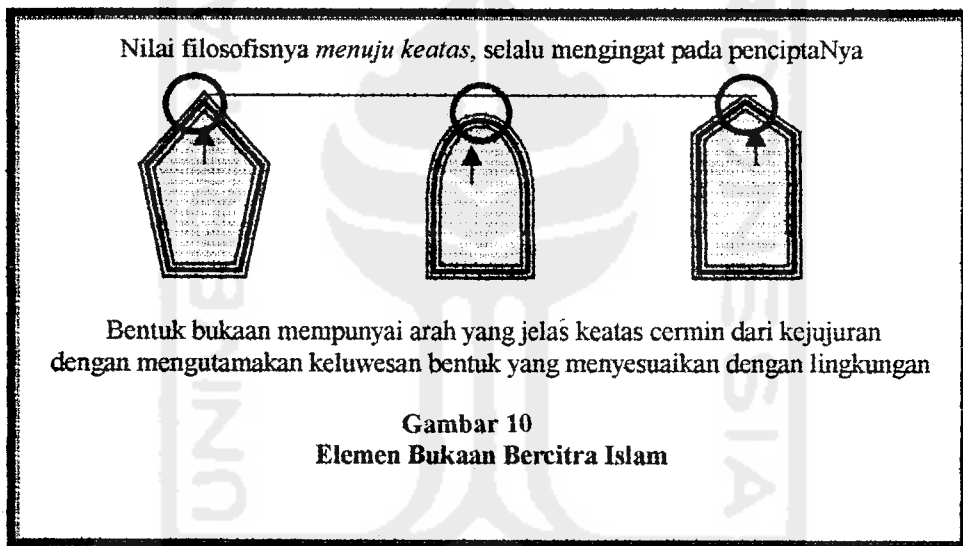 Nilai filosofisnya menuju keatas, selalu mengingat pada penciptaNya
Bentuk bukaan mempunyai arah yang jelas keatas cermin dari kejujuran
dengan mengutamakan keluwesan bentuk yang menyesuaikan dengan lingkungan
Gambar 10
Elemen Bukaan Bercitra Islam